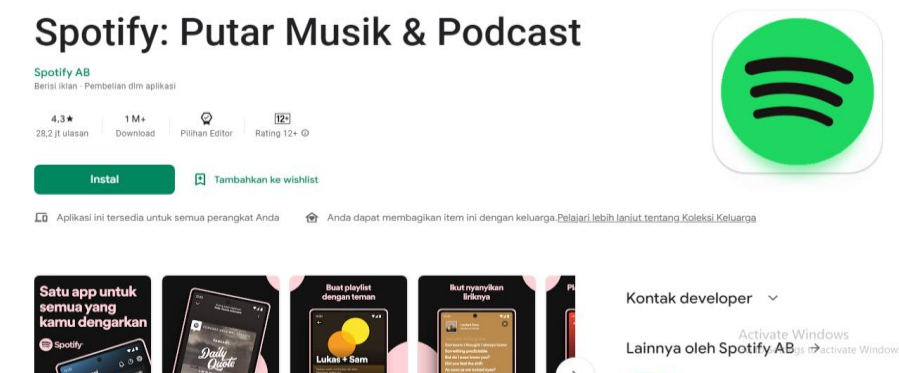 Spotify: Putar Musik & Podcast
Spotify AB
Berisi iklan · Pembelian dlm aplikasi
4,3★
28,2 jt ulasan
1 M+
Download
Pilihan Editor
12+
Rating 12+
Instal
Tambahkan ke wishlist
Aplikasi ini tersedia untuk semua perangkat Anda
Anda dapat membagikan item ini dengan keluarga.Pelajari lebih lanjut tentang Koleksi Keluarga
Satu app untuk
semua yang
kamu dengarkan
Spotify
Daily
Quote
Buat playlist
dengan teman
Lukas + Sam
Ikut nyanyikan
liriknya
Kontak developer
Activate Windows
Lainnya oleh Spotify AB
activate Window